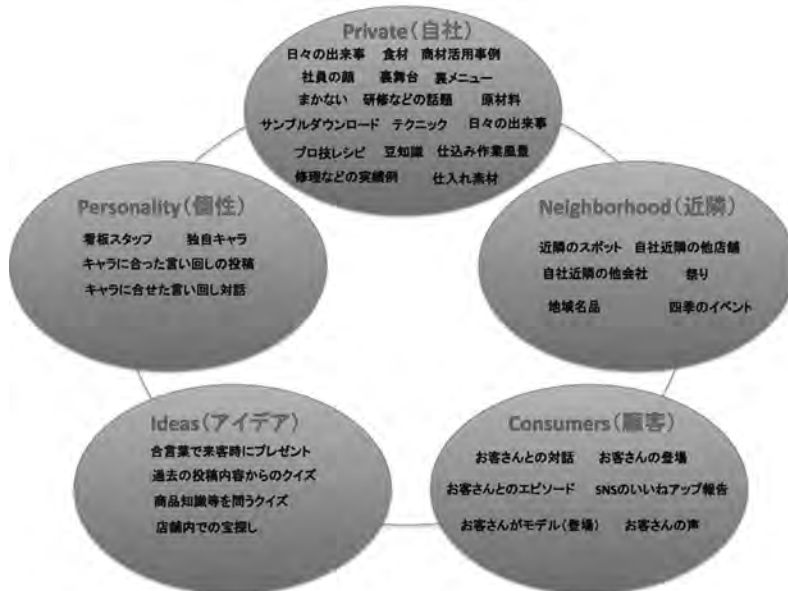 Private(自社)
日々の出来事 食材 商材活用事例
社員の顔 裏舞台 裏メニュー
まかない 研修などの話題 原材料
サンプルダウンロード テクニック 日々の出来事
プロ技レシピ 豆知識 仕込み作業風景
修理などの実績例 仕入れ素材
Personality(個性)
看板スタッフ 独自キャラ
キャラに合った言い回しの投稿
キャラに合せた言い回し対話
Neighborhood(近隣)
近隣のスポット 自社近隣の他店舗
自社近隣の他会社 祭り
地域名品 四季のイベント
Ideas(アイデア)
合言葉で来客時にプレゼント
過去の投稿内容からのクイズ
商品知識等を問うクイズ
店舗内での宝探し
Consumers(顧客)
お客さんとの対話 お客さんの登場
お客さんとのエピソード SNSのいいねアップ報告
お客さんがモデル(登場) お客さんの声